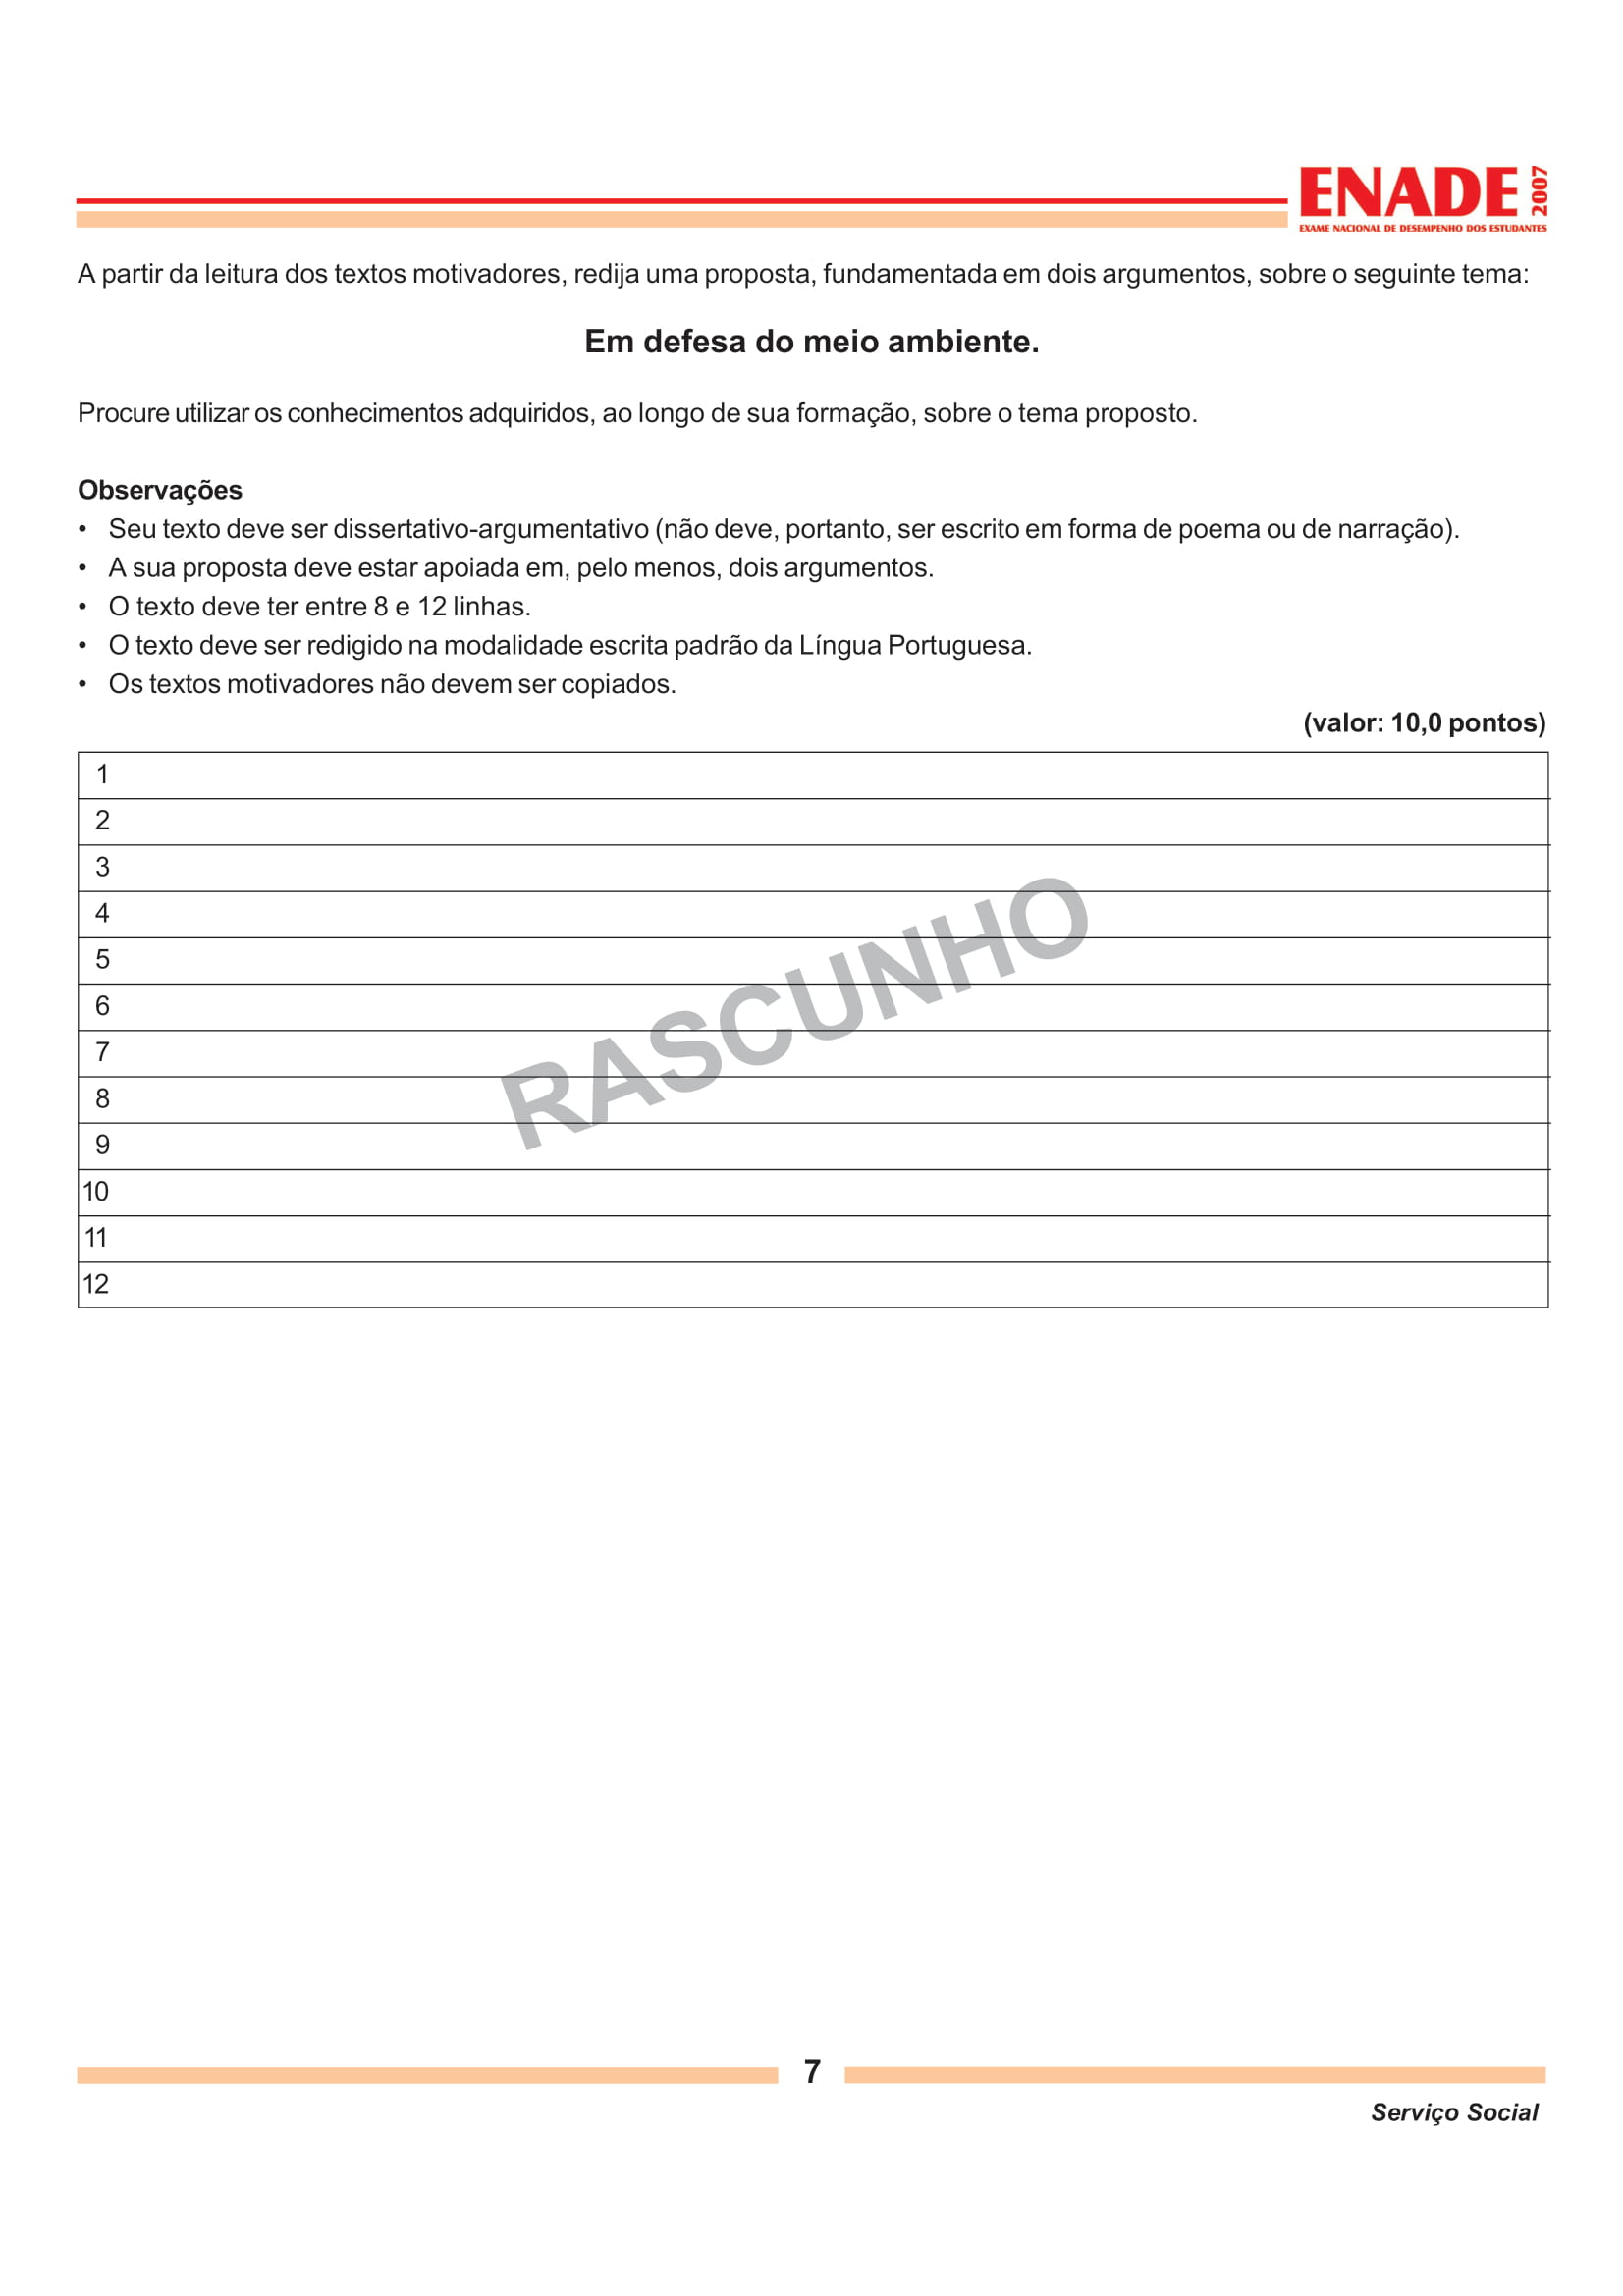 ENADE 2007
EXAME NACIONAL DE DESEMPENHO DOS ESTUDANTES
A partir da leitura dos textos motivadores, redija uma proposta, fundamentada em dois argumentos, sobre o seguinte tema:
Em defesa do meio ambiente.
Procure utilizar os conhecimentos adquiridos, ao longo de sua formação, sobre o tema proposto.
Observações
• Seu texto deve ser dissertativo-argumentativo (não deve, portanto, ser escrito em forma de poema ou de narração).
• A sua proposta deve estar apoiada em, pelo menos, dois argumentos.
• O texto deve ter entre 8 e 12 linhas.
• O texto deve ser redigido na modalidade escrita padrão da Língua Portuguesa.
• Os textos motivadores não devem ser copiados.
(valor: 10,0 pontos)
1
2
3
4
5
6
7
8
9
10
11
12
RASCUNHO
7
Serviço Social